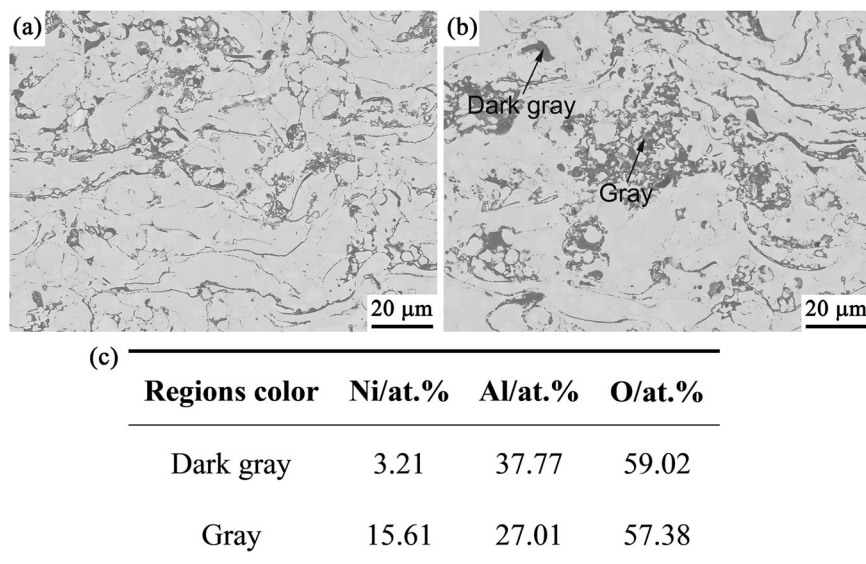 (a)
20 μm
(b)
Dark gray
Gray
20 μm
(c)
Regions color Ni/at.% Al/at.% O/at.%
Dark gray 3.21 37.77 59.02
Gray 15.61 27.01 57.38